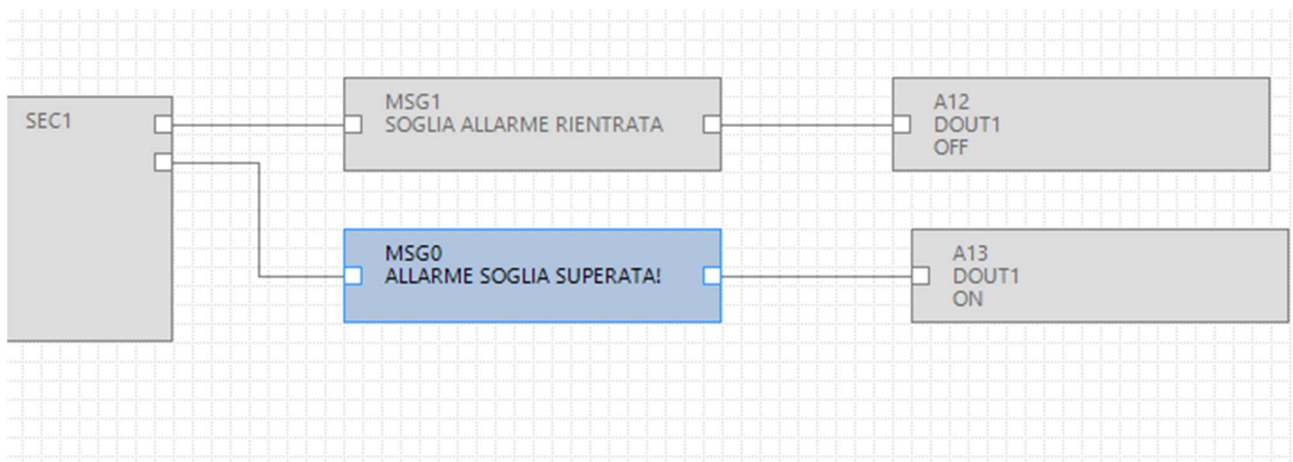 SEC1
MSG1
SOGLIA ALLARME RIENTRATA
A12
DOUT1
OFF
MSG0
ALLARME SOGLIA SUPERATA!
A13
DOUT1
ON